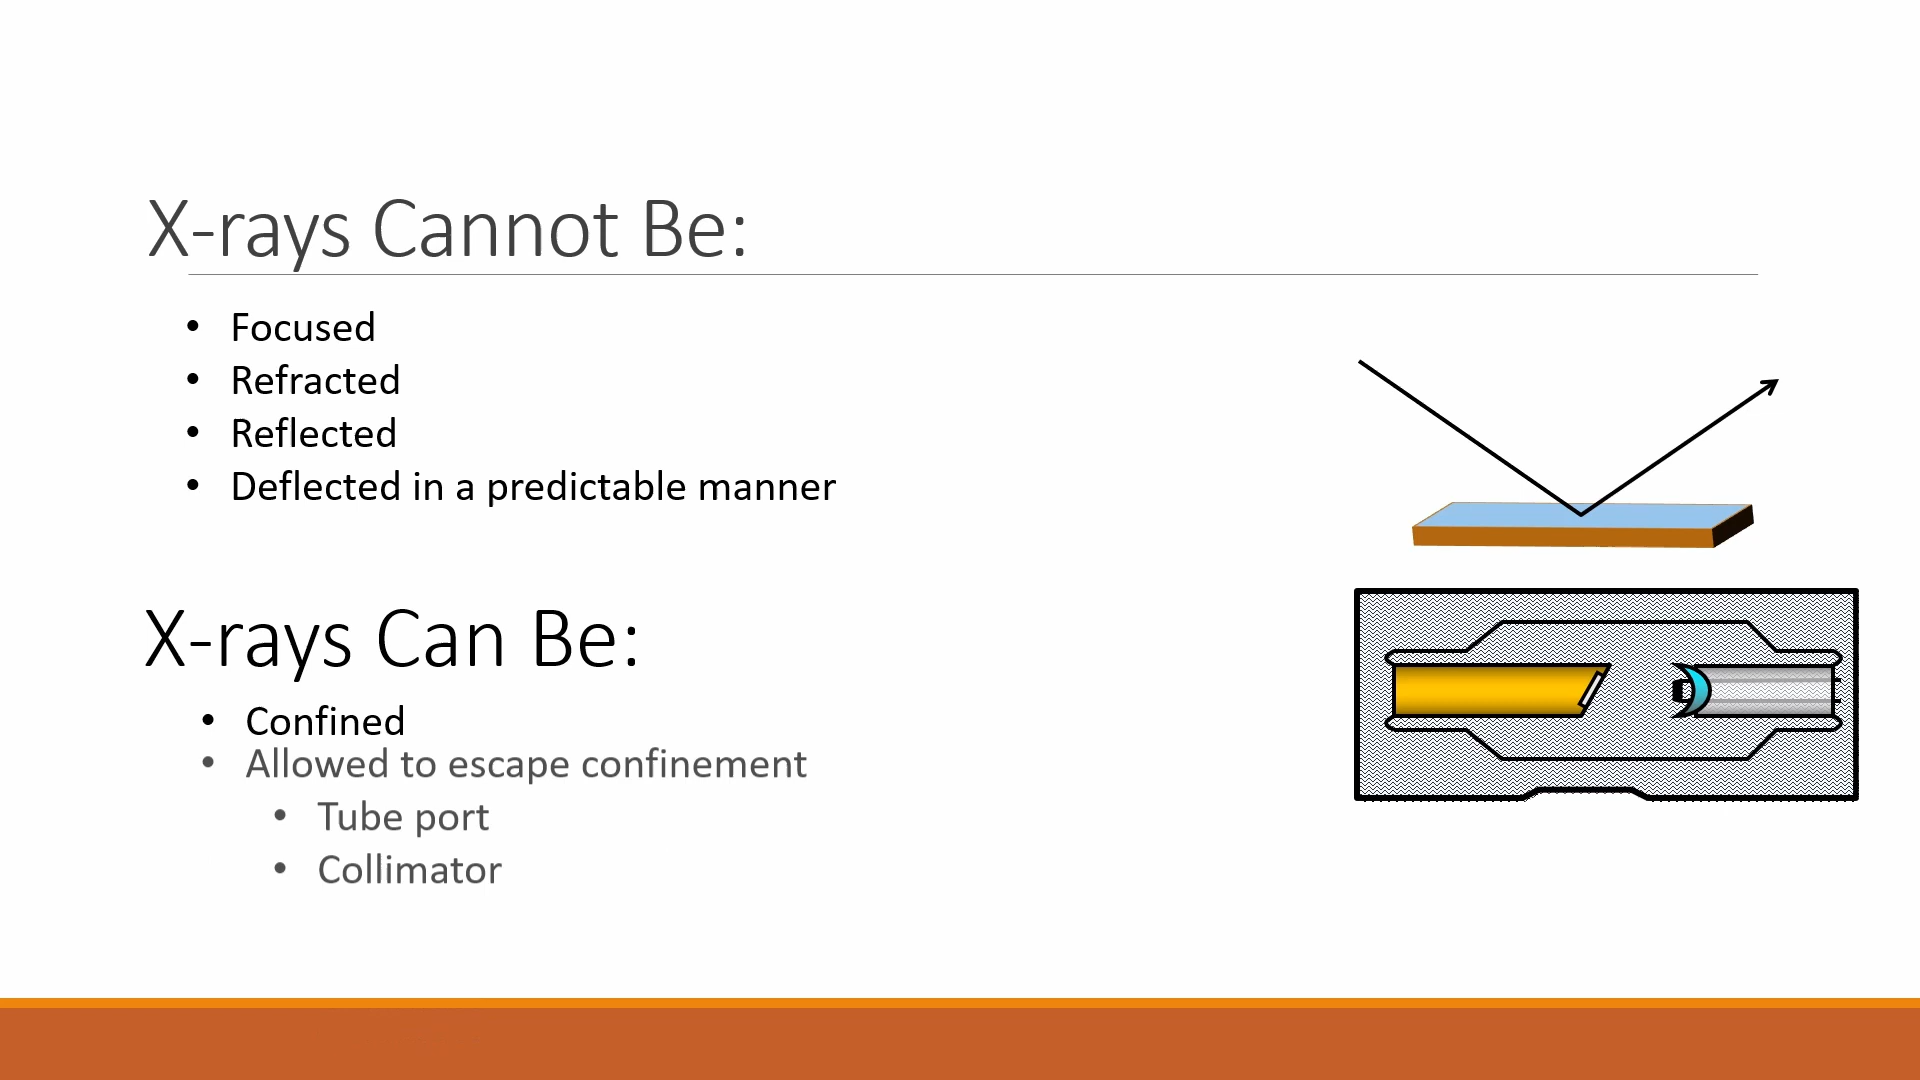 X-rays Cannot Be:
• Focused
• Refracted
• Reflected
• Deflected in a predictable manner
X-rays Can Be:
• Confined
• Allowed to escape confinement
• Tube port
• Collimator